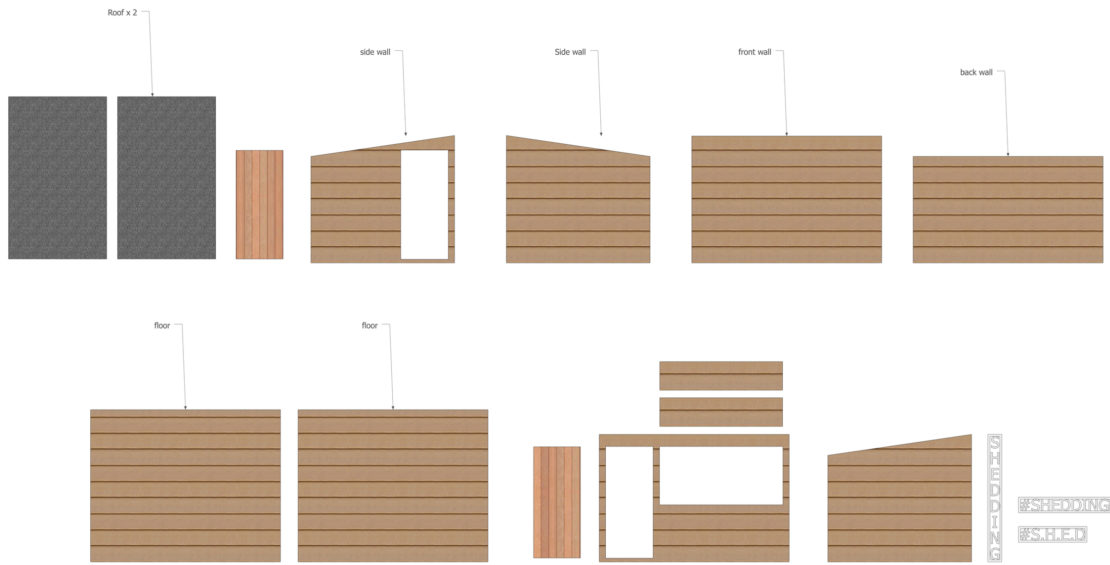 Roof x 2
side wall
Side wall
front wall
back wall
floor
floor
SHEDDING
#SHEDDING
#S.H.E.D